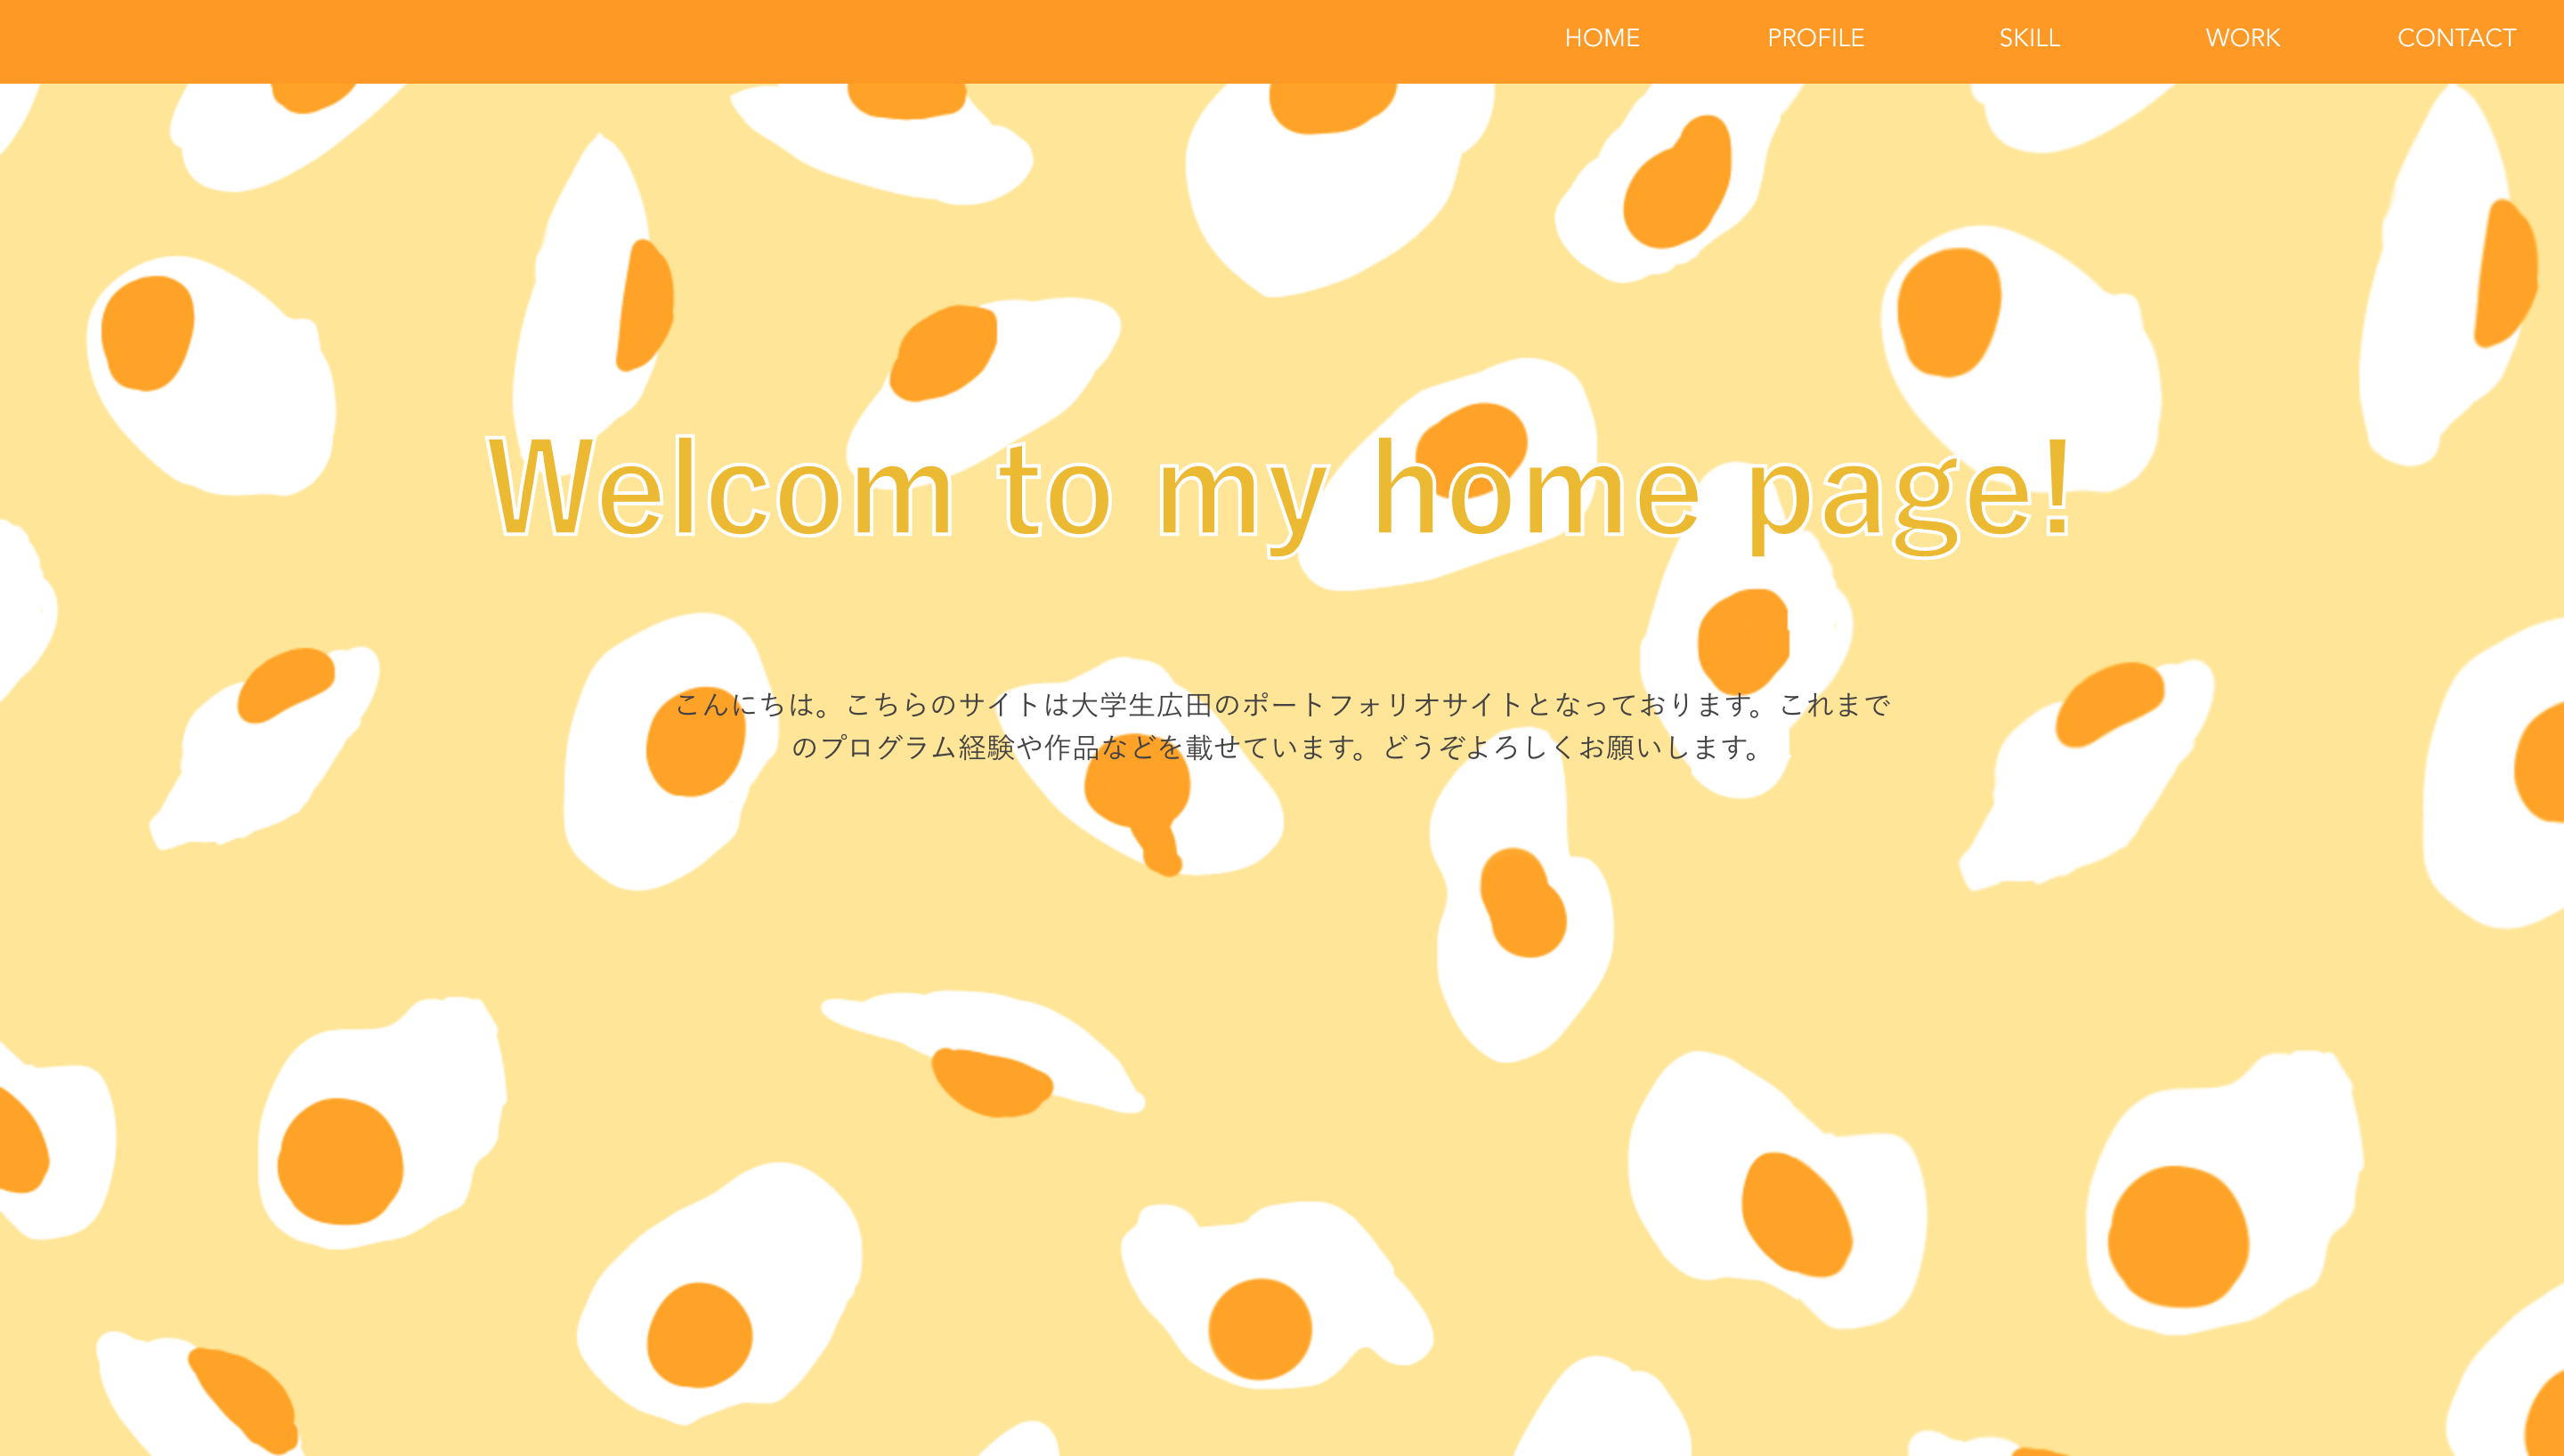 HOME PROFILE SKILL WORK CONTACT
Welcom to my home page!
こんにちは。こちらのサイトは大学生広田のポートフォリオサイトとなっております。これまで
のプログラム経験や作品などを載せています。どうぞよろしくお願いします。